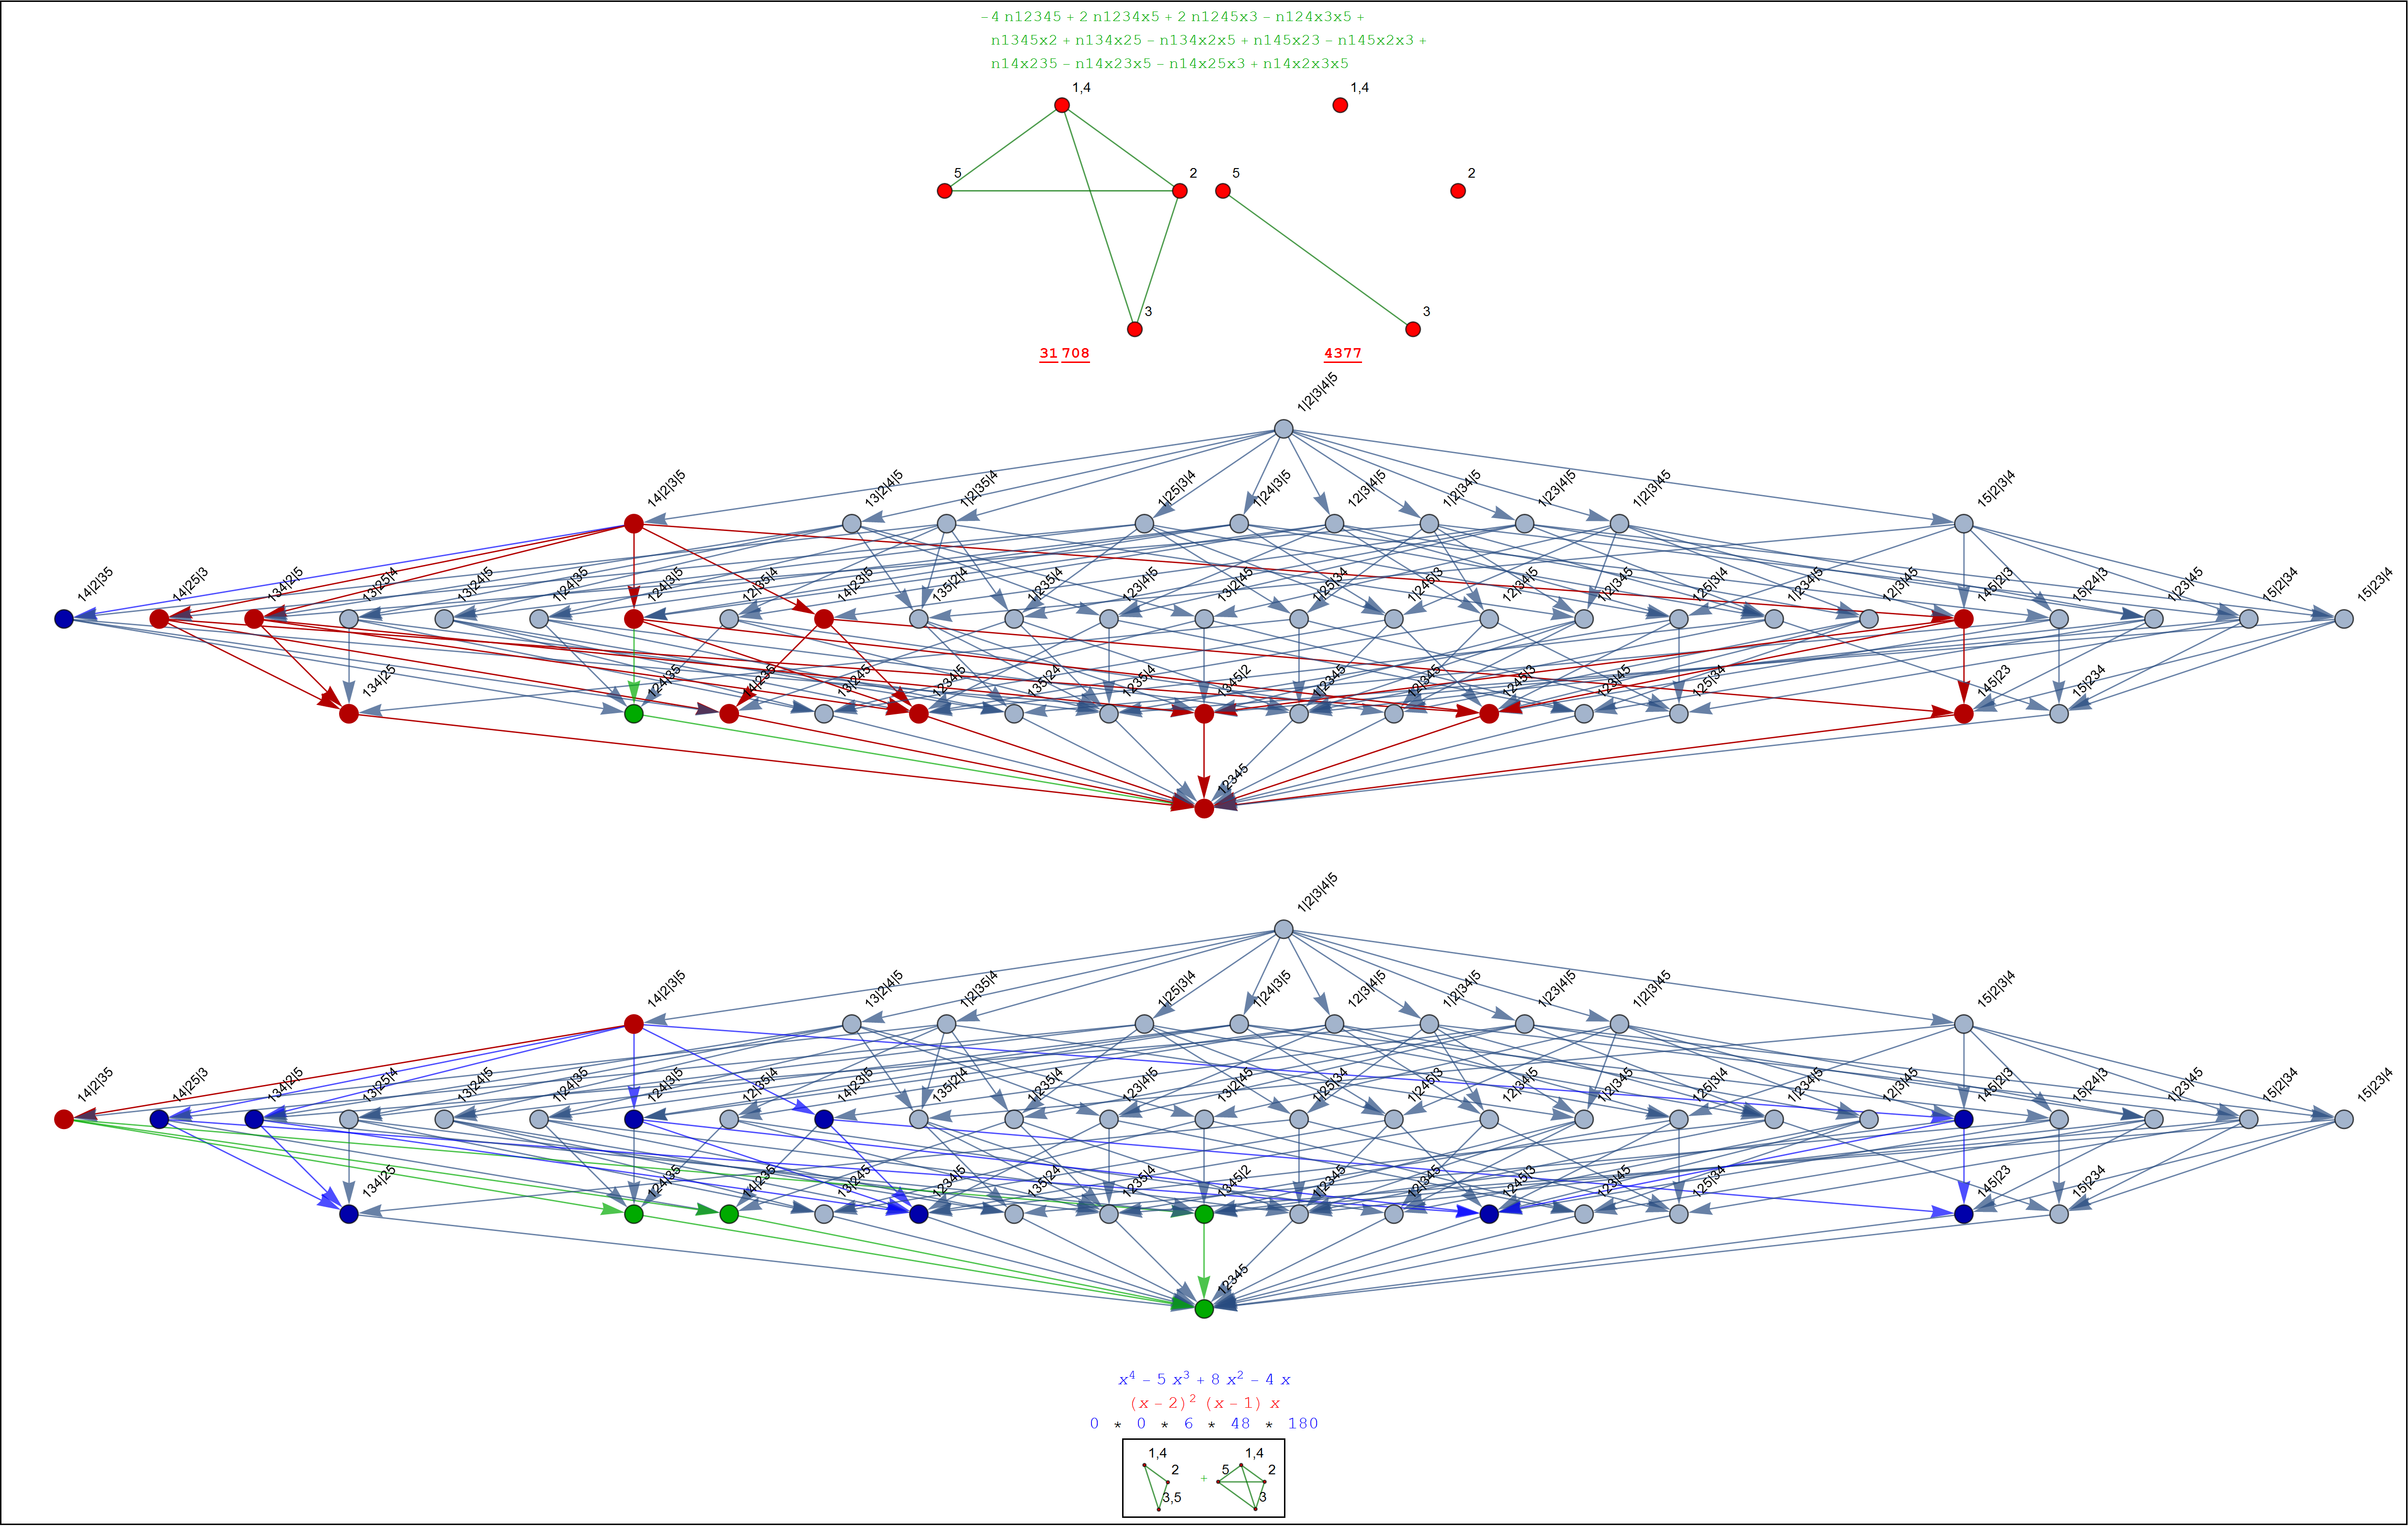 −4 n12345 + 2 n1234x5 + 2 n1245x3 − n124x3x5 +
n1345x2 + n134x25 − n134x2x5 + n145x23 − n145x2x3 +
n14x235 − n14x23x5 − n14x25x3 + n14x2x3x5
1,4 1,4
5 2 5 2
3 3
31 708 4377
1|2|3|4|5
14|2|3|5 13|2|4|5 1|2|35|4 1|25|3|4 1|24|3|5 12|3|4|5 1|2|34|5 1|23|4|5 1|2|3|45 15|2|3|4
14|2|35 14|25|3 134|2|5 13|25|4 13|24|5 1|24|35 124|3|5 12|35|4 14|23|5 135|2|4 1|235|4 123|4|5 13|2|45 1|25|34 1|245|3 12|34|5 1|2|345 125|3|4 1|234|5 12|3|45 145|2|3 15|24|3 1|23|45 15|2|34 15|23|4
134|25 124|35 14|235 13|245 1234|5 135|24 1235|4 1345|2 1|2345 12|345 1245|3 123|45 125|34 145|23 15|234
12345
1|2|3|4|5
14|2|3|5 13|2|4|5 1|2|35|4 1|25|3|4 1|24|3|5 12|3|4|5 1|2|34|5 1|23|4|5 1|2|3|45 15|2|3|4
14|2|35 14|25|3 134|2|5 13|25|4 13|24|5 1|24|35 124|3|5 12|35|4 14|23|5 135|2|4 1|235|4 123|4|5 13|2|45 1|25|34 1|245|3 12|34|5 1|2|345 125|3|4 1|234|5 12|3|45 145|2|3 15|24|3 1|23|45 15|2|34 15|23|4
134|25 124|35 14|235 13|245 1234|5 135|24 1235|4 1345|2 1|2345 12|345 1245|3 123|45 125|34 145|23 15|234
12345
x⁴ − 5 x³ + 8 x² − 4 x
(x − 2)² (x − 1) x
0 * 0 * 6 * 48 * 180
1,4 1,4
2 + 5 2
3,5 3